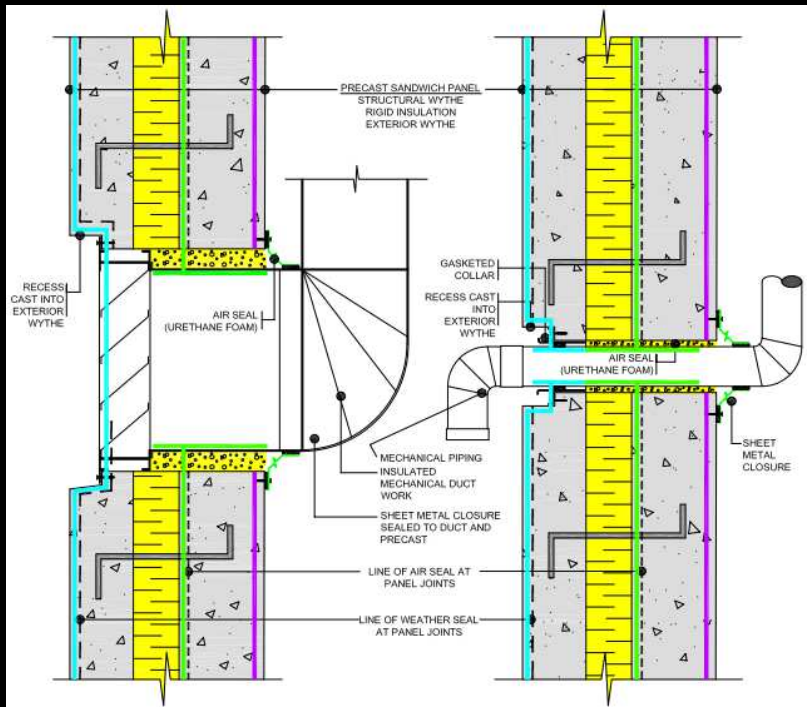 PRECAST SANDWICH PANEL
STRUCTURAL WYTHE
RIGID INSULATION
EXTERIOR WYTHE
RECESS
CAST INTO
EXTERIOR
WYTHE
AIR SEAL
(URETHANE FOAM)
GASKETED
COLLAR
RECESS CAST
INTO
EXTERIOR
WYTHE
AIR SEAL
(URETHANE FOAM)
MECHANICAL PIPING
INSULATED
MECHANICAL DUCT
WORK
SHEET METAL CLOSURE
SEALED TO DUCT AND
PRECAST
SHEET
METAL
CLOSURE
LINE OF AIR SEAL AT
PANEL JOINTS
LINE OF WEATHER SEAL
AT PANEL JOINTS